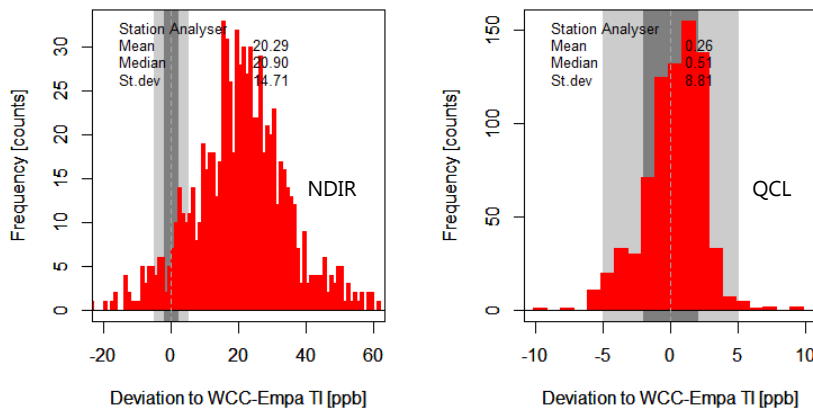 Station Analyser
Mean 20.29
Median 20.90
St.dev 14.71
NDIR
Frequency [counts]
0 5 10 15 20 25 30
-20 0 20 40 60
Deviation to WCC-Empa TI [ppb]
Station Analyser
Mean 0.26
Median 0.51
St.dev 8.81
QCL
Frequency [counts]
0 50 100 150
-10 -5 0 5 10
Deviation to WCC-Empa TI [ppb]